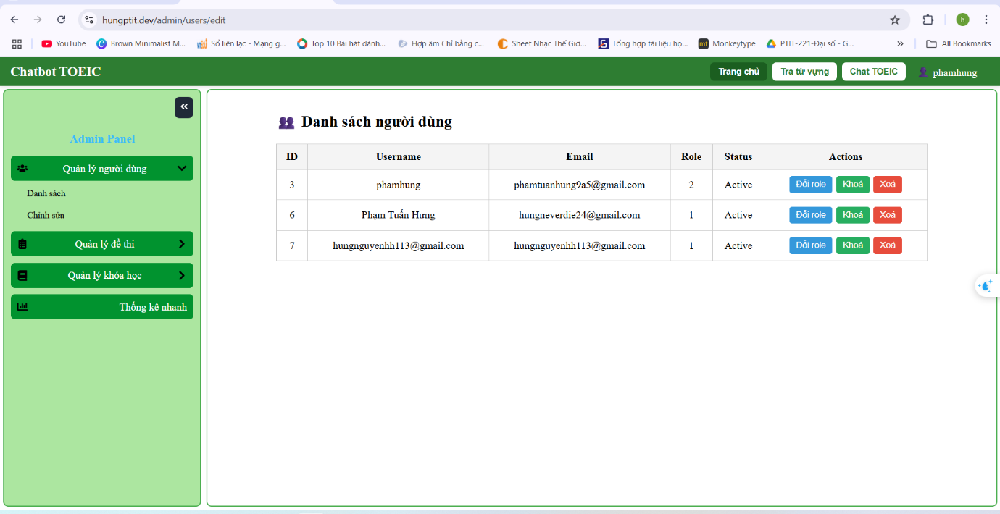 hungptit.dev/admin/users/edit
h
YouTube
Brown Minimalist M...
Sổ liên lạc - Mạng g...
Top 10 Bài hát dành...
Hợp âm Chỉ bằng c...
Sheet Nhạc Thế Giớ...
Tổng hợp tài liệu họ...
mt
Monkeytype
PTIT-221-Đại số - G...
All Bookmarks
Chatbot TOEIC
Trang chủ
Tra từ vựng
Chat TOEIC
phamhung
Admin Panel
Quản lý người dùng
Danh sách
Chỉnh sửa
Quản lý đề thi
Quản lý khóa học
Thống kê nhanh
Danh sách người dùng
ID Username Email Role Status Actions
3 phamhung phamtuanhung9a5@gmail.com 2 Active Đổi role Khoá Xoá
6 Phạm Tuấn Hưng hungneverdie24@gmail.com 1 Active Đổi role Khoá Xoá
7 hungnguyenhh113@gmail.com hungnguyenhh113@gmail.com 1 Active Đổi role Khoá Xoá